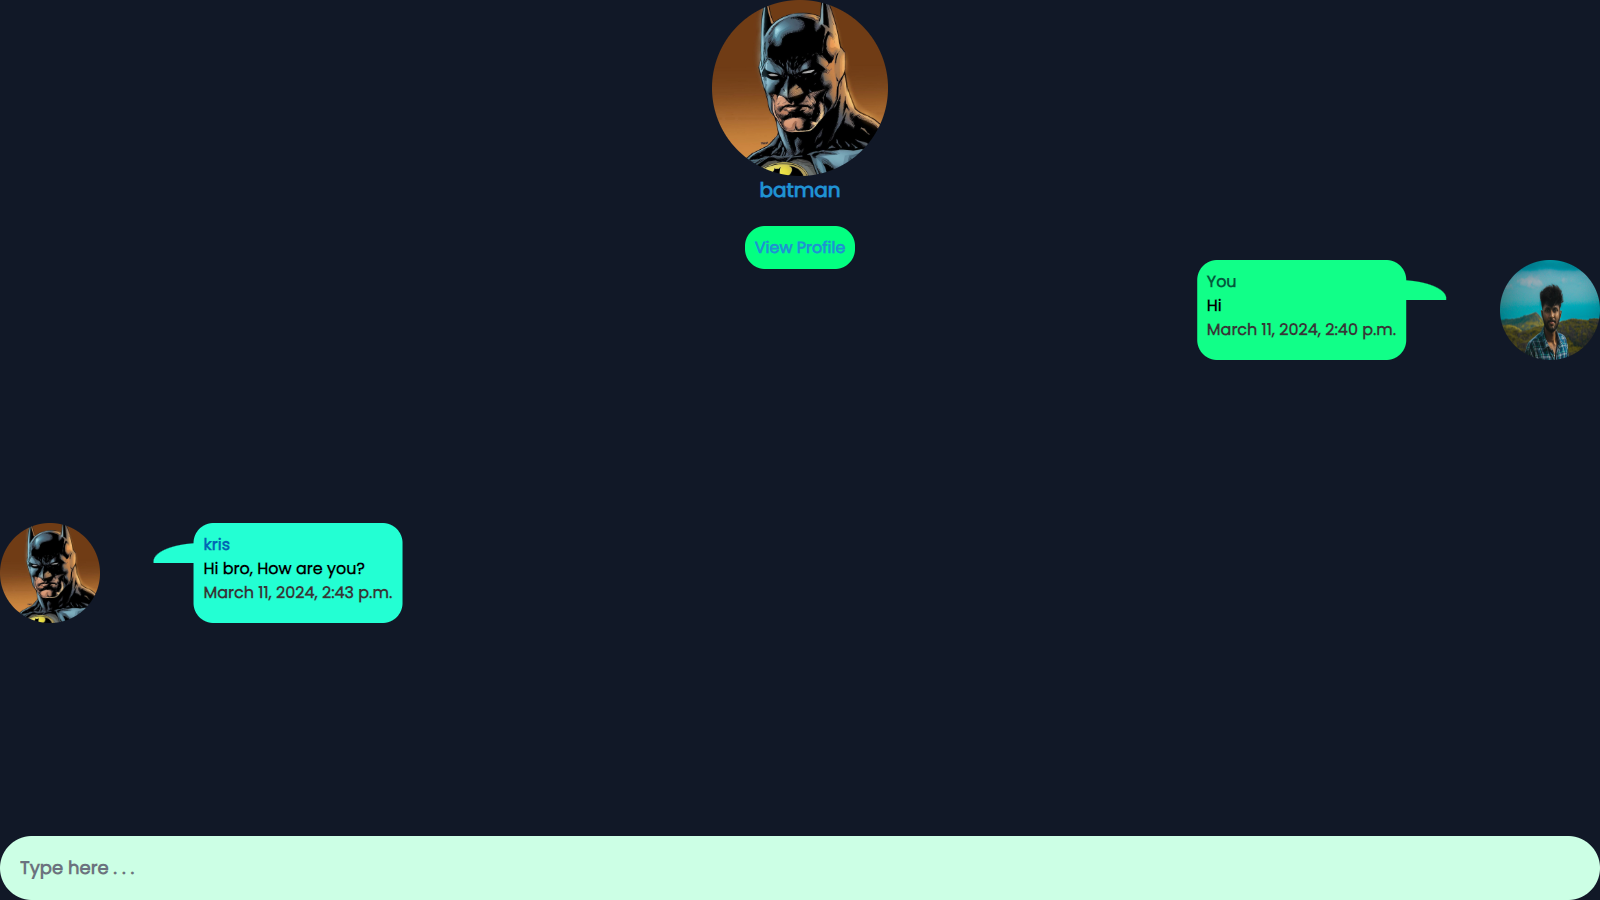 batman
View Profile
You
Hi
March 11, 2024, 2:40 p.m.
kris
Hi bro, How are you?
March 11, 2024, 2:43 p.m.
Type here . . .